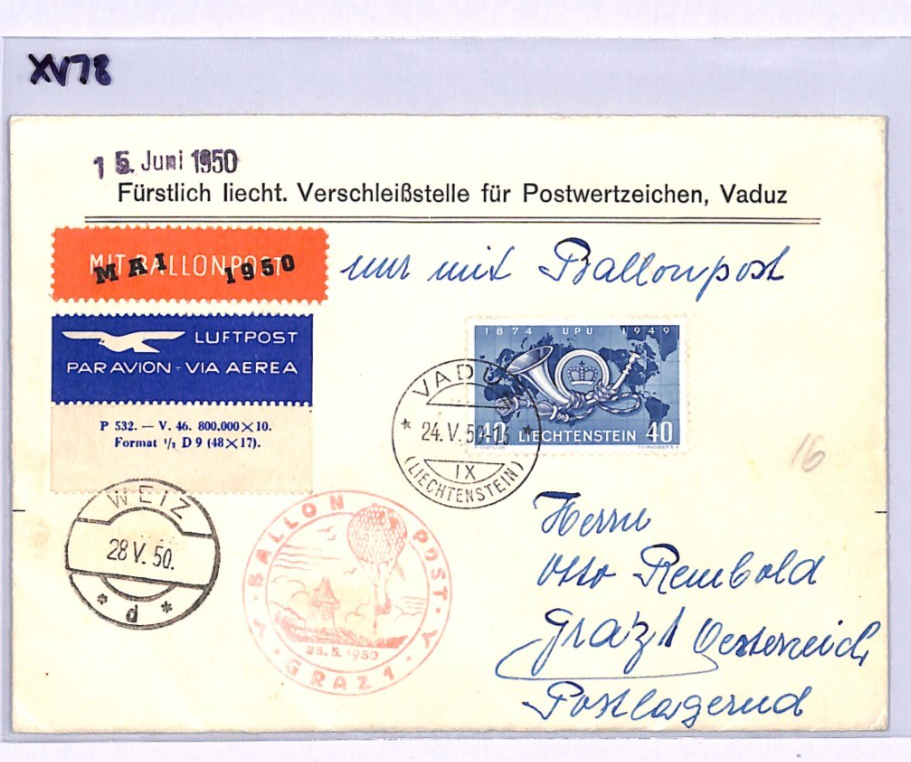 XV78
1 5. Juni 1950
Fürstlich liecht. Verschleißstelle für Postwertzeichen, Vaduz
MIT BALLONPOST
MAI 1950
nur mit Ballonpost
LUFTPOST
PAR AVION - VIA AEREA
P 532. — V. 46. 800.000×10.
Format ¹/₂ D 9 (48×17).
1874 UPU 1949
40 LIECHTENSTEIN 40
VADUZ
24.V.50-
IX
(LIECHTENSTEIN)
16
WEIZ
28 V. 50.
* d *
BALLON POST
28.5.1950
GRAZ 1
Herrn
Otto Rembold
Graz 1 Oesterreich
Postlagernd